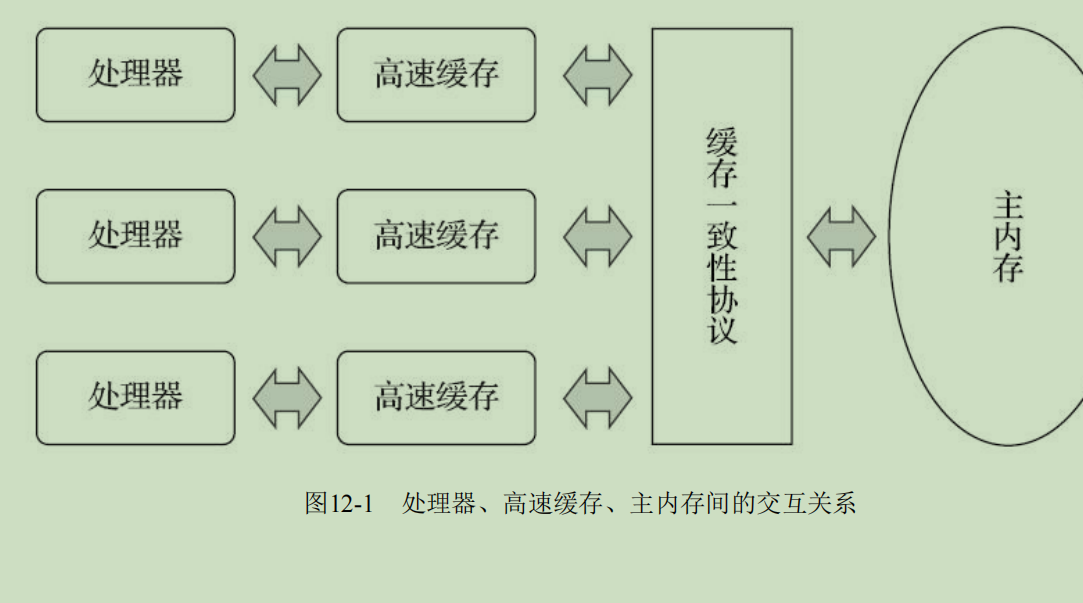 处理器
高速缓存
处理器
高速缓存
处理器
高速缓存
缓存一致性协议
主内存
图12-1 处理器、高速缓存、主内存间的交互关系